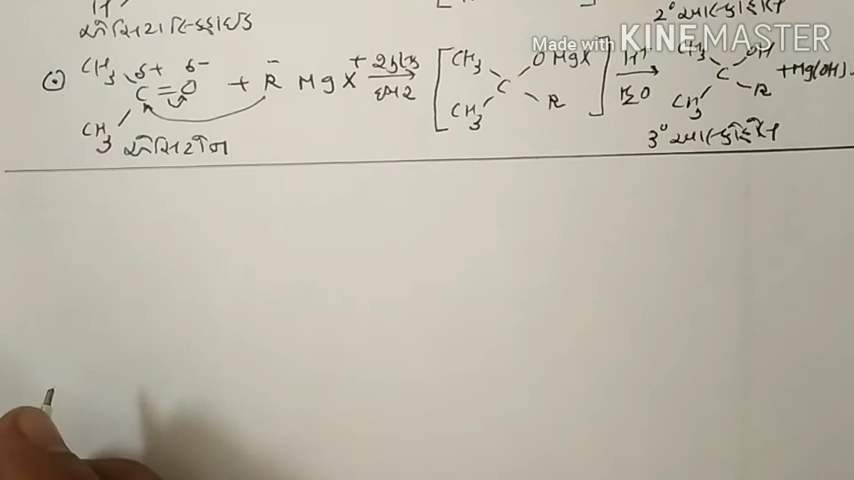 2° આલ્કોહોલ
એસિટાલ્ડિહાઇડ
Made with KINEMASTER
CH3 δ+ δ- C=O + R̄ MgX⁺ શુષ્ક ઇથર [CH3 CH3 C OMgX R] H⁺ H2O CH3 CH3 C OH R + Mg(OH)
એસિટોન
3° આલ્કોહોલ